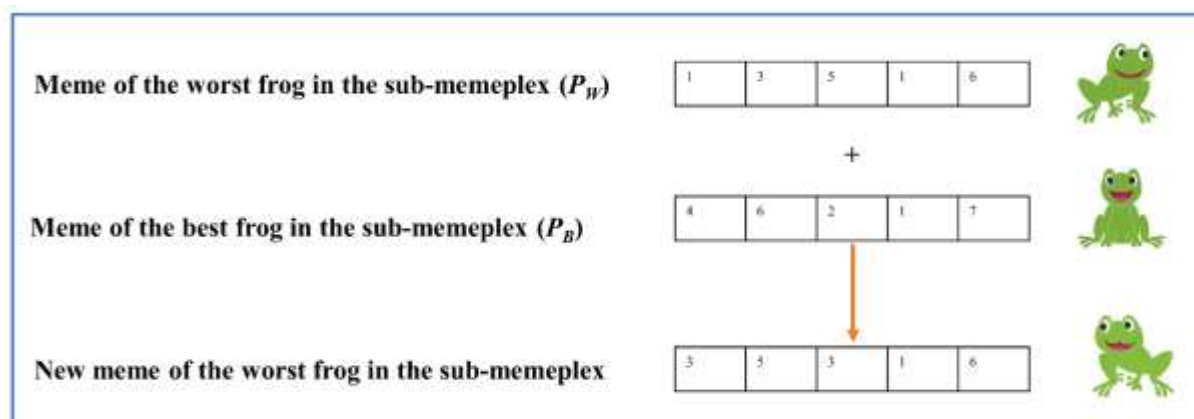 Meme of the worst frog in the sub-memeplex (P_W)
1 3 5 1 6
+
Meme of the best frog in the sub-memeplex (P_B)
4 6 2 1 7
New meme of the worst frog in the sub-memeplex
3 5 3 1 6